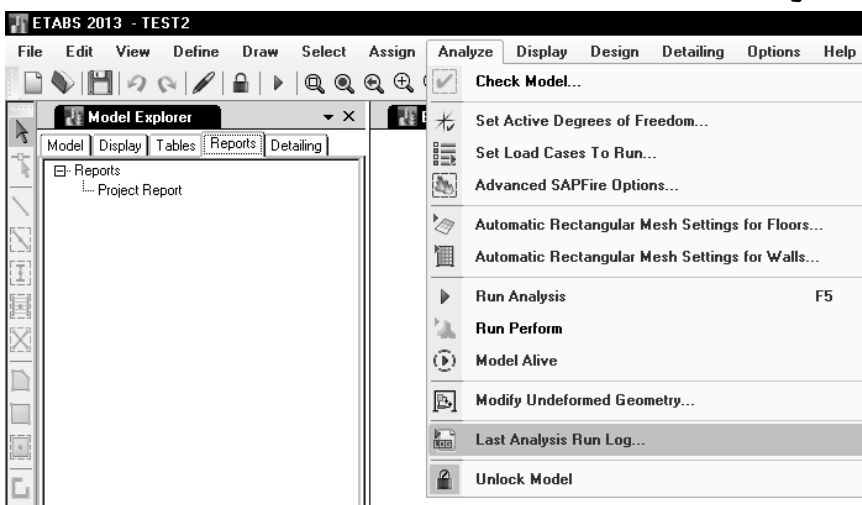 ETABS 2013 - TEST2
File Edit View Define Draw Select Assign Analyze Display Design Detailing Options Help
Model Explorer
Model Display Tables Reports Detailing
Reports
Project Report
Check Model...
Set Active Degrees of Freedom...
Set Load Cases To Run...
Advanced SAPFire Options...
Automatic Rectangular Mesh Settings for Floors...
Automatic Rectangular Mesh Settings for Walls...
Run Analysis F5
Run Perform
Model Alive
Modify Undeformed Geometry...
LOG Last Analysis Run Log...
Unlock Model